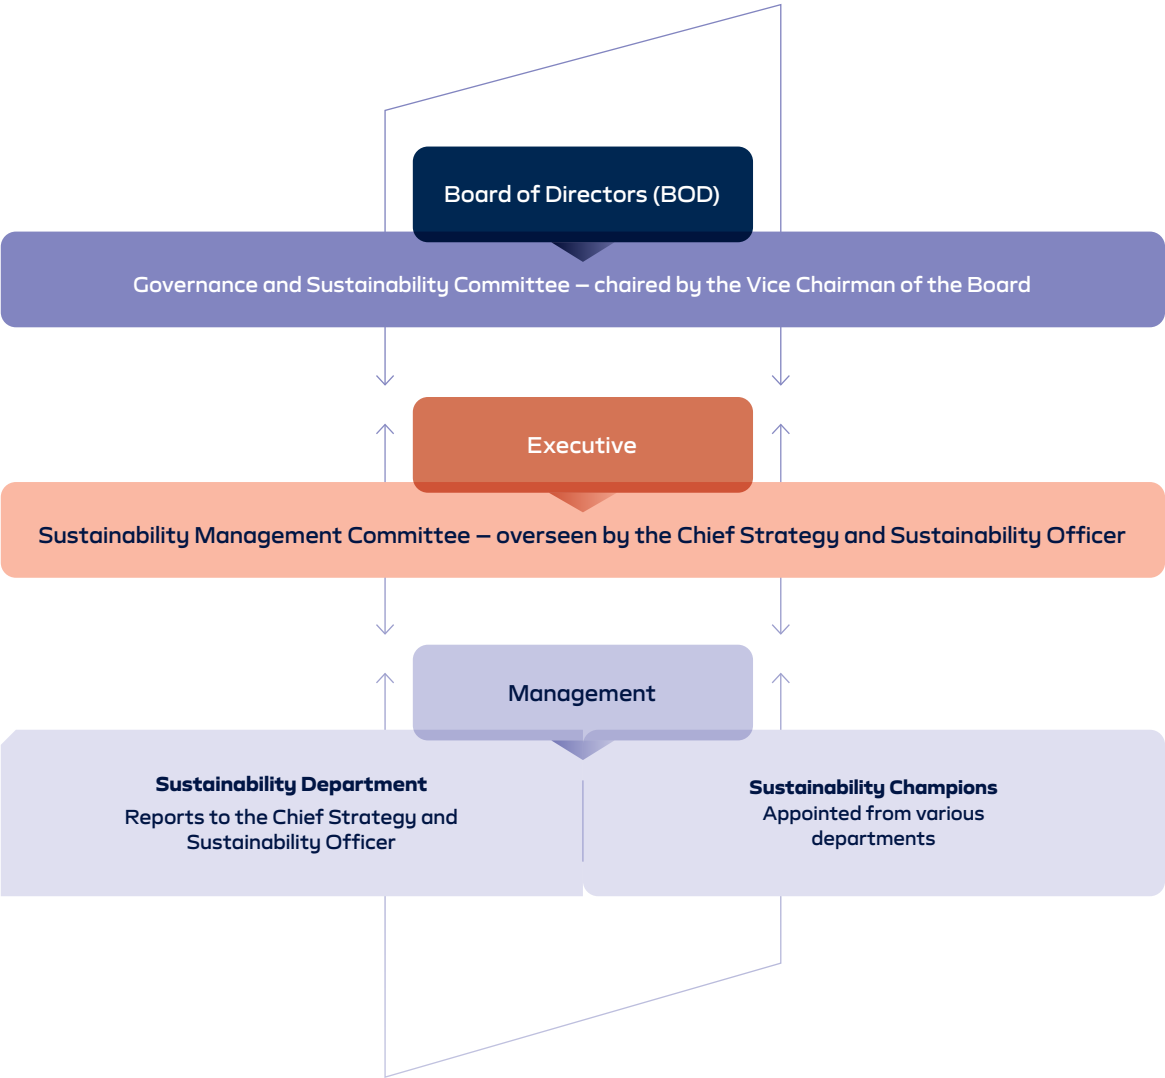 Board of Directors (BOD)
Governance and Sustainability Committee – chaired by the Vice Chairman of the Board
Executive
Sustainability Management Committee – overseen by the Chief Strategy and Sustainability Officer
Management
Sustainability Department
Reports to the Chief Strategy and
Sustainability Officer
Sustainability Champions
Appointed from various
departments